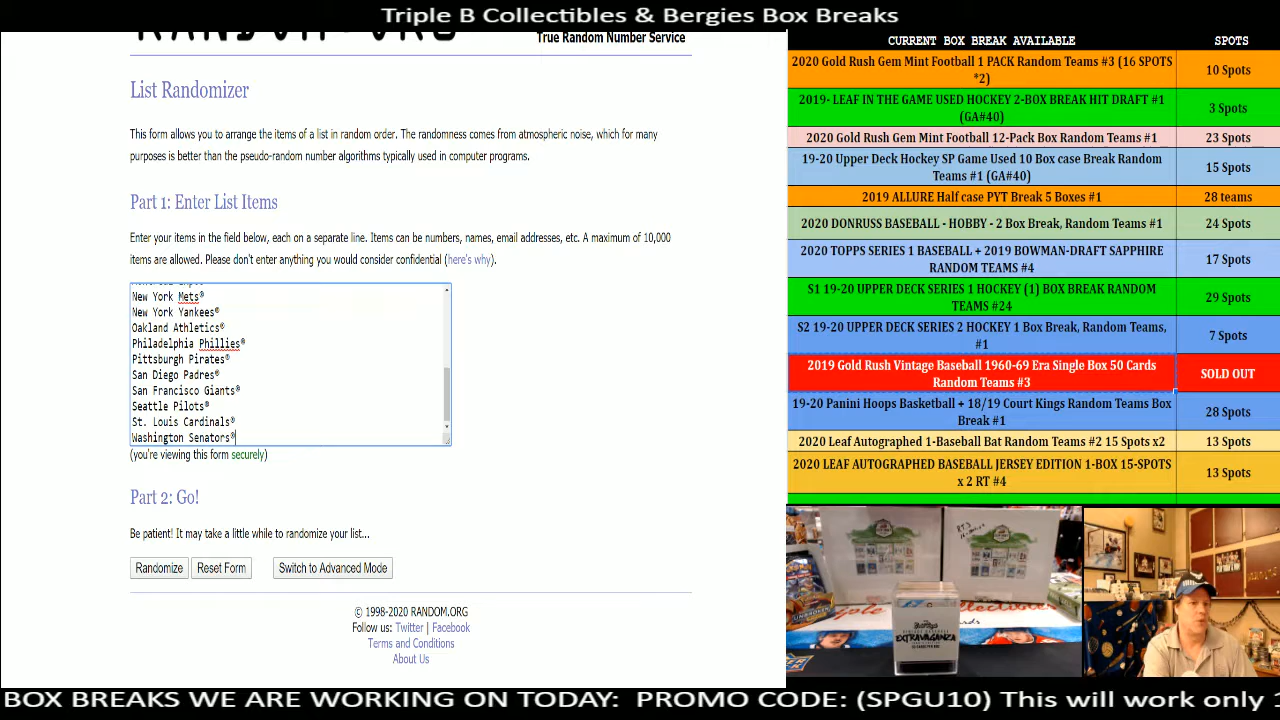 Triple B Collectibles & Bergies Box Breaks
RANDOM.ORG
True Random Number Service
List Randomizer
This form allows you to arrange the items of a list in random order. The randomness comes from atmospheric noise, which for many
purposes is better than the pseudo-random number algorithms typically used in computer programs.
Part 1: Enter List Items
Enter your items in the field below, each on a separate line. Items can be numbers, names, email addresses, etc. A maximum of 10,000
items are allowed. Please don't enter anything you would consider confidential (here's why).
New York Mets®
New York Yankees®
Oakland Athletics®
Philadelphia Phillies®
Pittsburgh Pirates®
San Diego Padres®
San Francisco Giants®
Seattle Pilots®
St. Louis Cardinals®
Washington Senators®
(you're viewing this form securely)
Part 2: Go!
Be patient! It may take a little while to randomize your list...
Randomize Reset Form Switch to Advanced Mode
© 1998-2020 RANDOM.ORG
Follow us: Twitter | Facebook
Terms and Conditions
About Us
CURRENT BOX BREAK AVAILABLE SPOTS
2020 Gold Rush Gem Mint Football 1 PACK Random Teams #3 (16 SPOTS
*2)
10 Spots
2019- LEAF IN THE GAME USED HOCKEY 2-BOX BREAK HIT DRAFT #1
(GA#40)
3 Spots
2020 Gold Rush Gem Mint Football 12-Pack Box Random Teams #1 23 Spots
19-20 Upper Deck Hockey SP Game Used 10 Box case Break Random
Teams #1 (GA#40)
15 Spots
2019 ALLURE Half case PYT Break 5 Boxes #1 28 teams
2020 DONRUSS BASEBALL - HOBBY - 2 Box Break, Random Teams #1 24 Spots
2020 TOPPS SERIES 1 BASEBALL + 2019 BOWMAN-DRAFT SAPPHIRE
RANDOM TEAMS #4
17 Spots
S1 19-20 UPPER DECK SERIES 1 HOCKEY (1) BOX BREAK RANDOM
TEAMS #24
29 Spots
S2 19-20 UPPER DECK SERIES 2 HOCKEY 1 Box Break, Random Teams,
#1
7 Spots
2019 Gold Rush Vintage Baseball 1960-69 Era Single Box 50 Cards
Random Teams #3
SOLD OUT
19-20 Panini Hoops Basketball + 18/19 Court Kings Random Teams Box
Break #1
28 Spots
2020 Leaf Autographed 1-Baseball Bat Random Teams #2 15 Spots x2 13 Spots
2020 LEAF AUTOGRAPHED BASEBALL JERSEY EDITION 1-BOX 15-SPOTS
x 2 RT #4
13 Spots
EXTRAVAGANZA
BOX BREAKS WE ARE WORKING ON TODAY: PROMO CODE: (SPGU10) This will work only